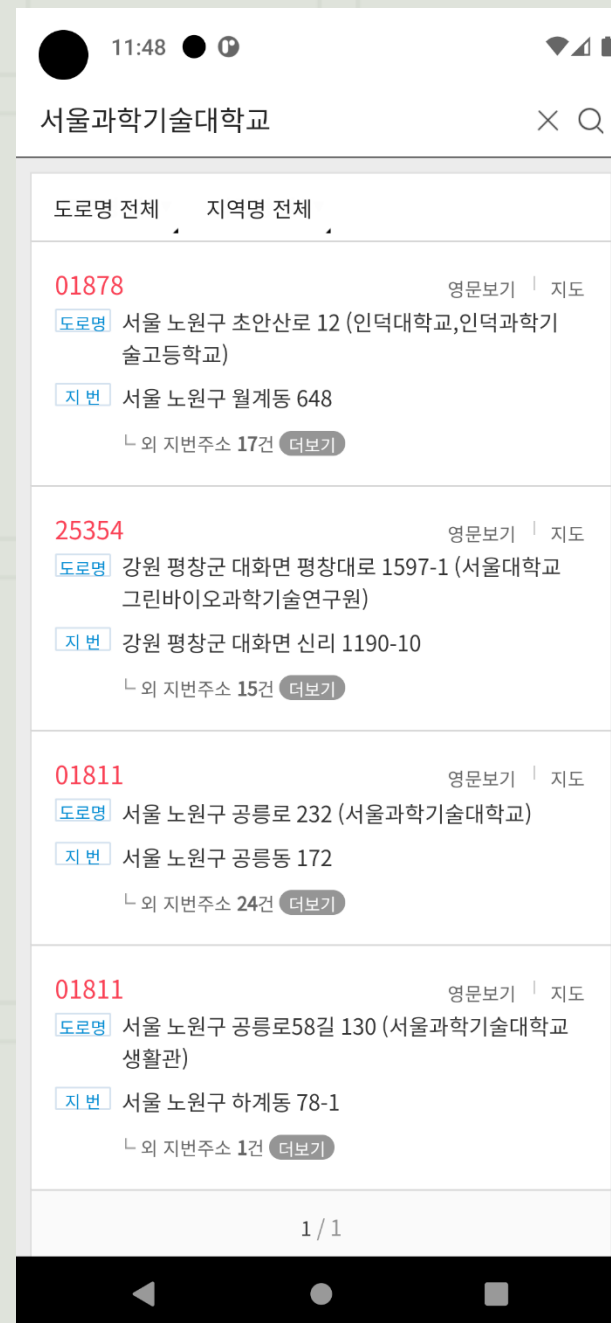 11:48
서울과학기술대학교
도로명 전체 지역명 전체
01878 영문보기 지도
도로명 서울 노원구 초안산로 12 (인덕대학교,인덕과학기
술고등학교)
지 번 서울 노원구 월계동 648
└ 외 지번주소 17건 더보기
25354 영문보기 지도
도로명 강원 평창군 대화면 평창대로 1597-1 (서울대학교
그린바이오과학기술연구원)
지 번 강원 평창군 대화면 신리 1190-10
└ 외 지번주소 15건 더보기
01811 영문보기 지도
도로명 서울 노원구 공릉로 232 (서울과학기술대학교)
지 번 서울 노원구 공릉동 172
└ 외 지번주소 24건 더보기
01811 영문보기 지도
도로명 서울 노원구 공릉로58길 130 (서울과학기술대학교
생활관)
지 번 서울 노원구 하계동 78-1
└ 외 지번주소 1건 더보기
1 / 1